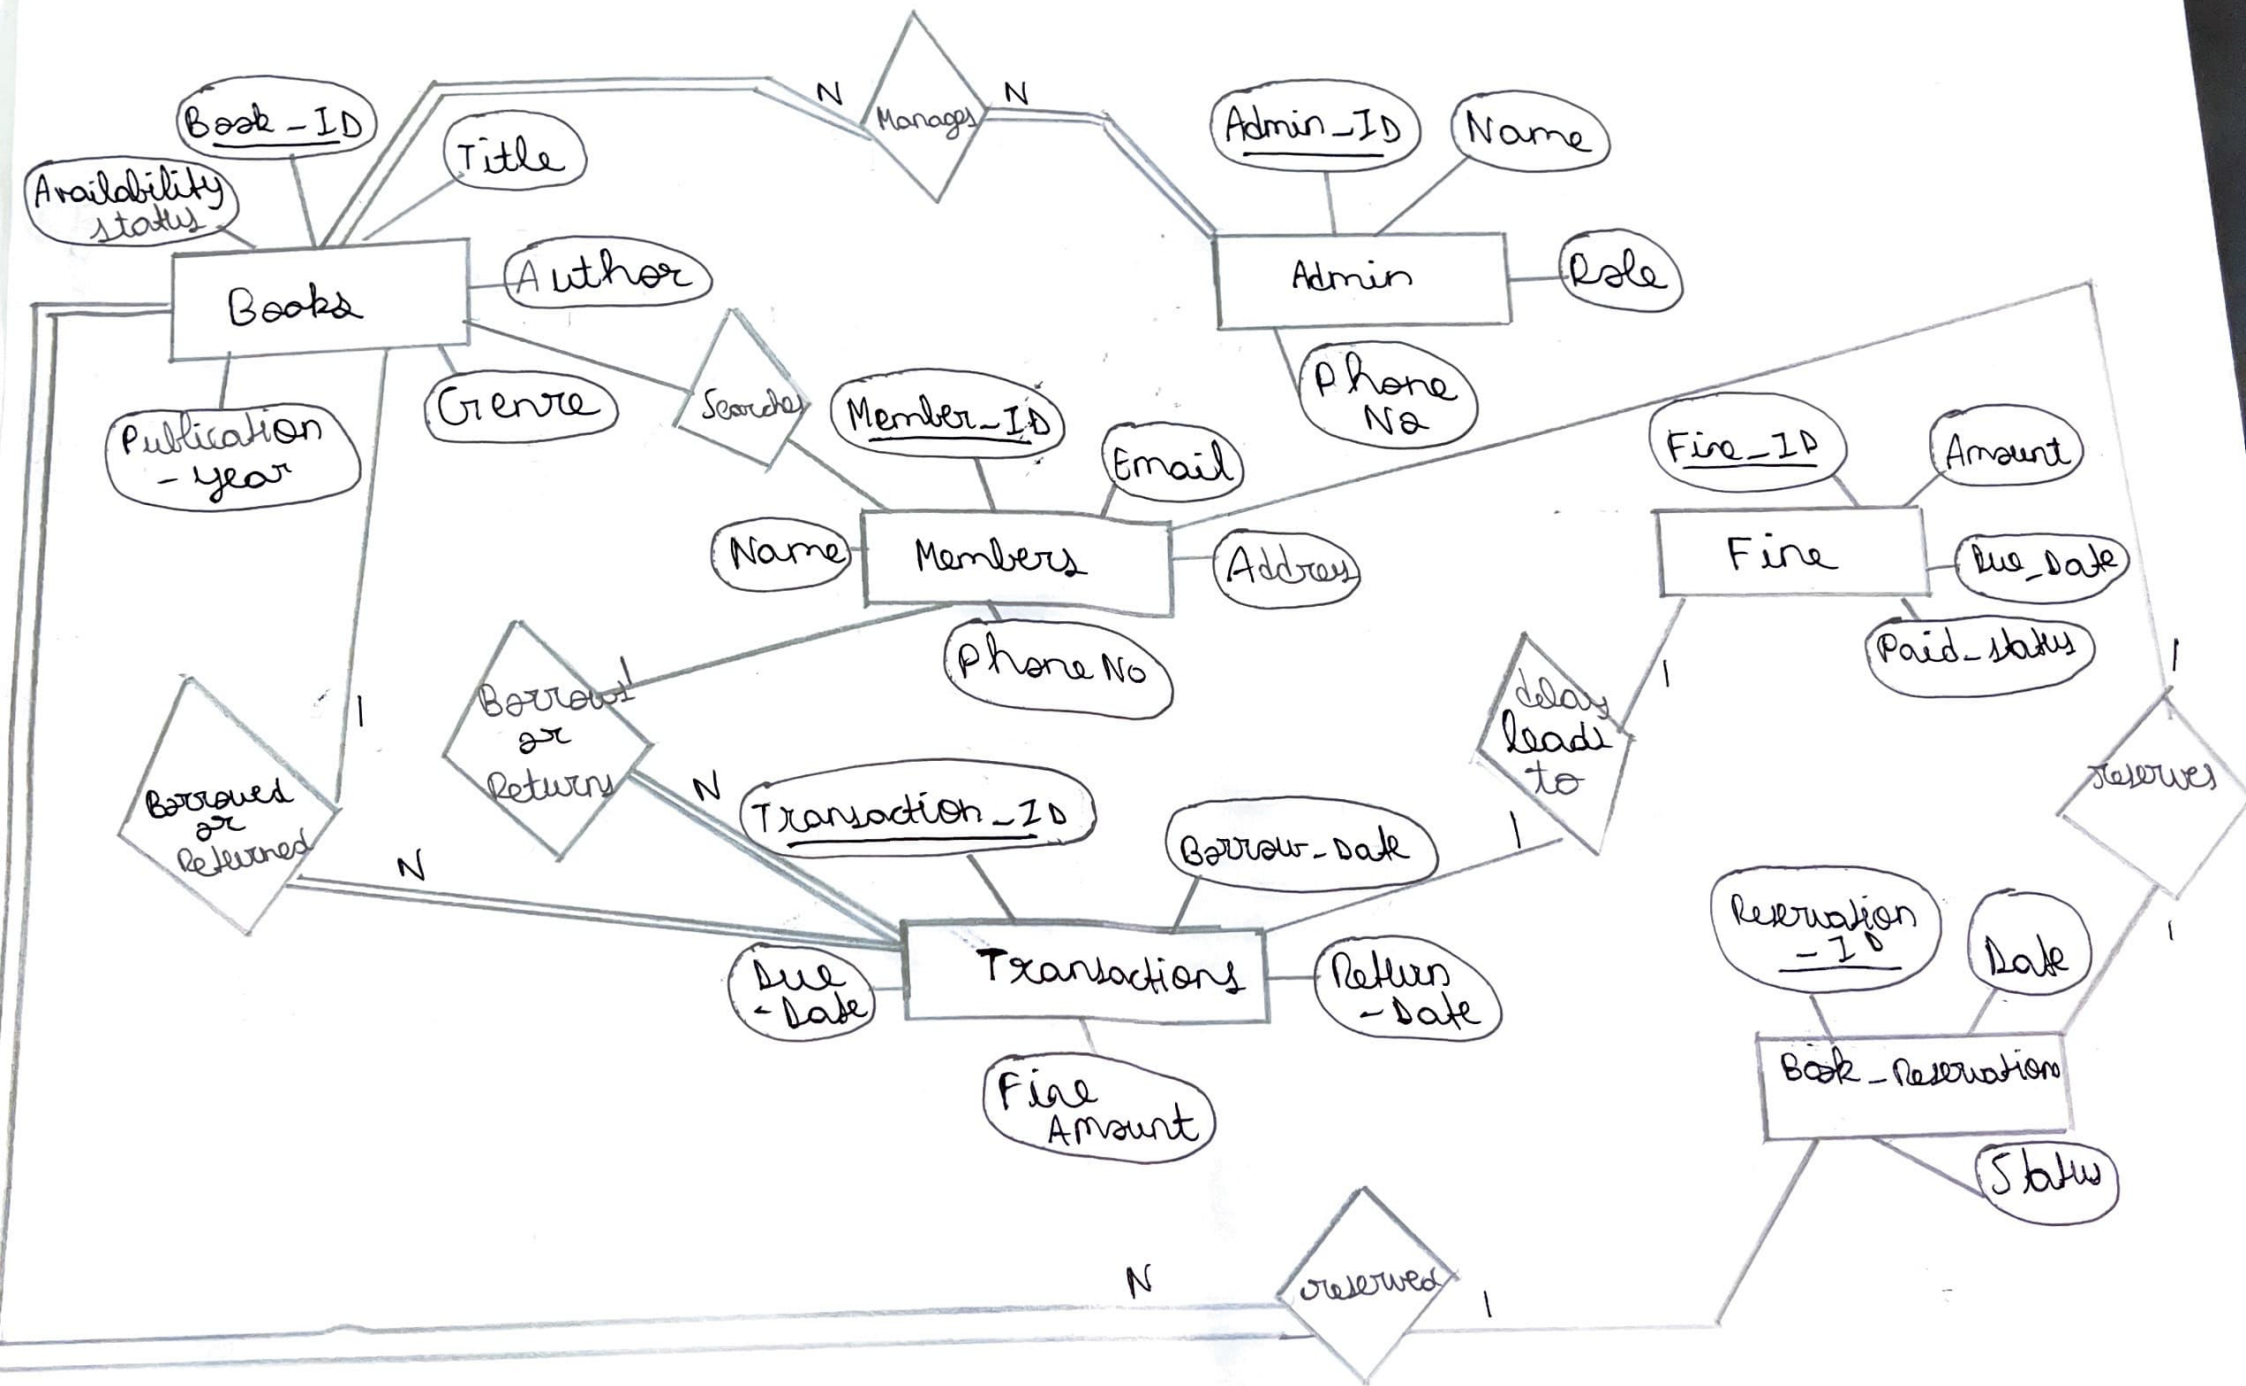 N
Manages
N
Book_ID
Title
Availability
status
Admin_ID
Name
Author
Books
Admin
Role
Genre
Searches
Member_ID
Phone
No
Publication
-year
Email
Fine_ID
Amount
Name
Members
Address
Fine
Due_Date
Phone No
Paid_status
1
1
1
1
Borrows
or
Returns
delay
leads
to
reserves
N
Borrowed
or
Returned
Transaction_ID
Borrow-Date
1
N
Reservation
-ID
Date
1
Due
-Date
Transactions
Return
-Date
Fine
Amount
Book_Reservation
Status
N
reserved
1